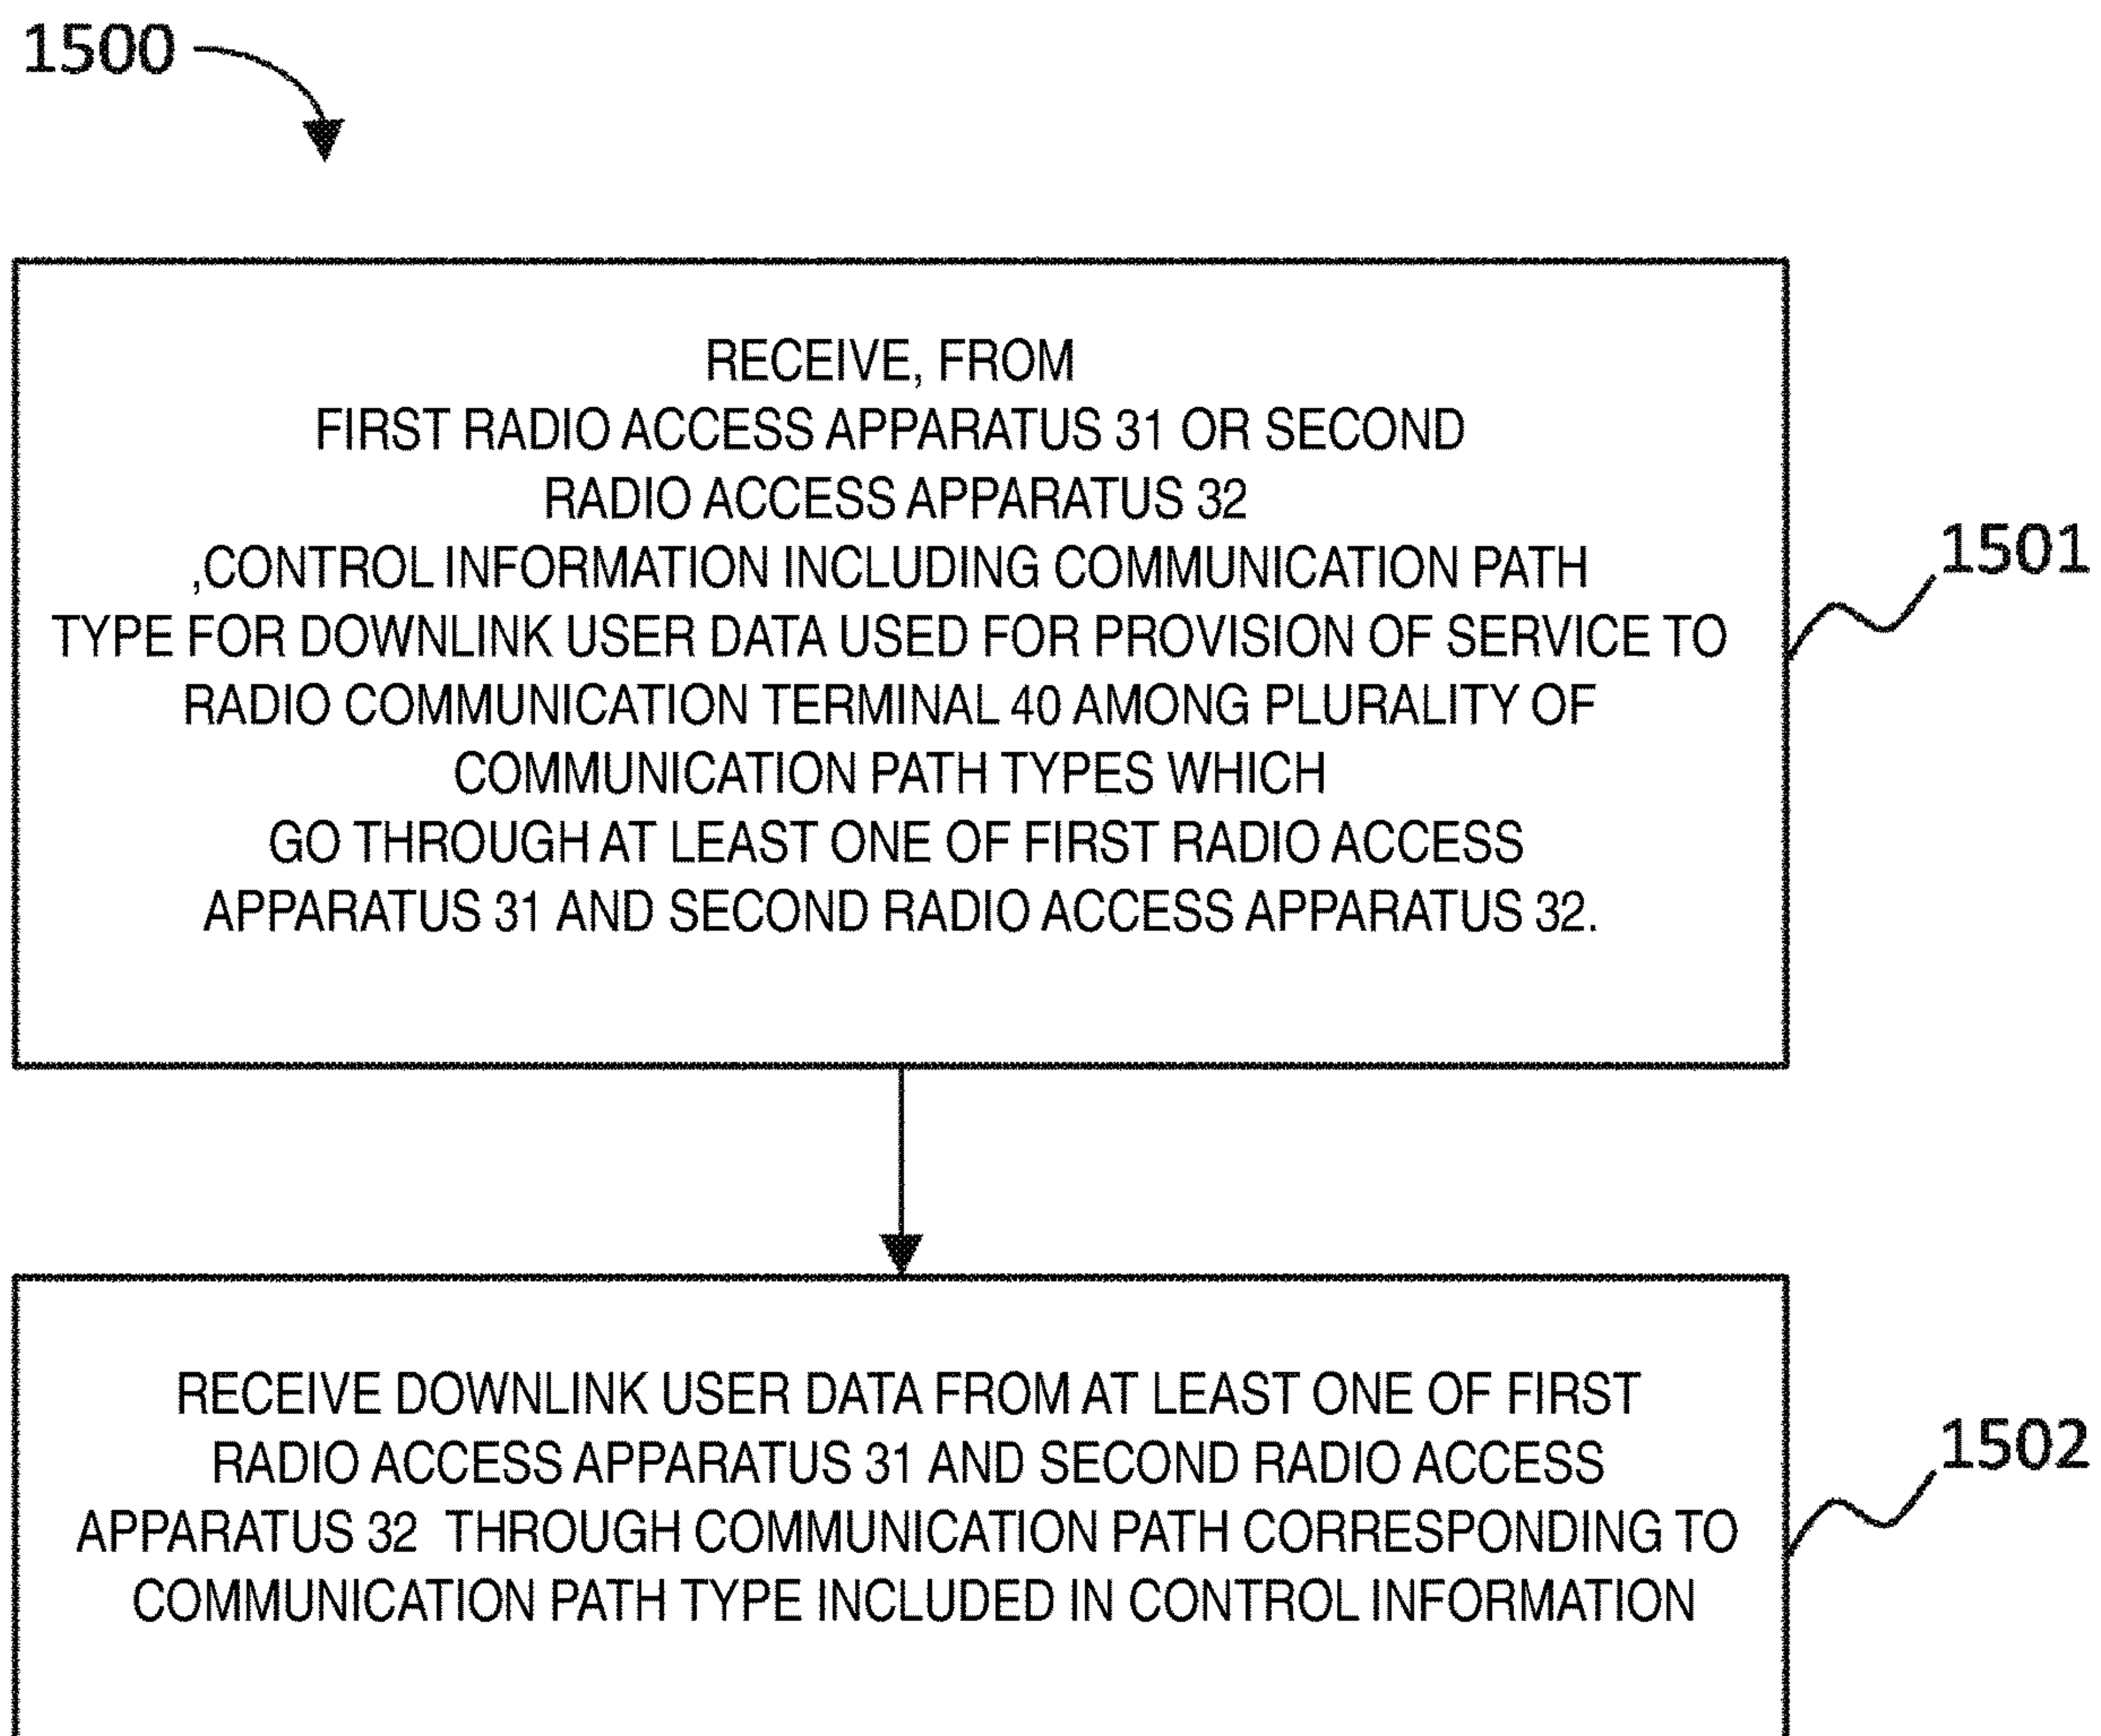 1500
RECEIVE, FROM
FIRST RADIO ACCESS APPARATUS 31 OR SECOND
RADIO ACCESS APPARATUS 32
,CONTROL INFORMATION INCLUDING COMMUNICATION PATH
TYPE FOR DOWNLINK USER DATA USED FOR PROVISION OF SERVICE TO
RADIO COMMUNICATION TERMINAL 40 AMONG PLURALITY OF
COMMUNICATION PATH TYPES WHICH
GO THROUGH AT LEAST ONE OF FIRST RADIO ACCESS
APPARATUS 31 AND SECOND RADIO ACCESS APPARATUS 32.
1501
RECEIVE DOWNLINK USER DATA FROM AT LEAST ONE OF FIRST
RADIO ACCESS APPARATUS 31 AND SECOND RADIO ACCESS
APPARATUS 32 THROUGH COMMUNICATION PATH CORRESPONDING TO
COMMUNICATION PATH TYPE INCLUDED IN CONTROL INFORMATION
1502